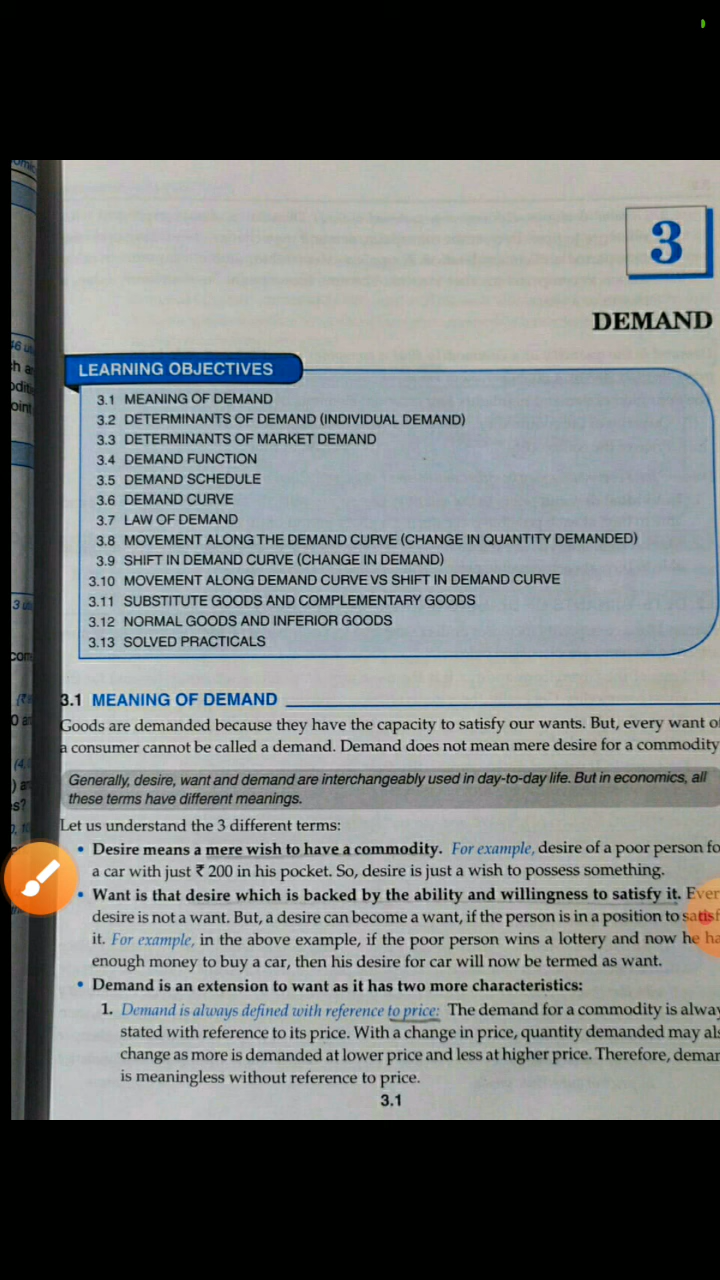 3
DEMAND
LEARNING OBJECTIVES
3.1 MEANING OF DEMAND
3.2 DETERMINANTS OF DEMAND (INDIVIDUAL DEMAND)
3.3 DETERMINANTS OF MARKET DEMAND
3.4 DEMAND FUNCTION
3.5 DEMAND SCHEDULE
3.6 DEMAND CURVE
3.7 LAW OF DEMAND
3.8 MOVEMENT ALONG THE DEMAND CURVE (CHANGE IN QUANTITY DEMANDED)
3.9 SHIFT IN DEMAND CURVE (CHANGE IN DEMAND)
3.10 MOVEMENT ALONG DEMAND CURVE VS SHIFT IN DEMAND CURVE
3.11 SUBSTITUTE GOODS AND COMPLEMENTARY GOODS
3.12 NORMAL GOODS AND INFERIOR GOODS
3.13 SOLVED PRACTICALS
3.1 MEANING OF DEMAND
Goods are demanded because they have the capacity to satisfy our wants. But, every want
a consumer cannot be called a demand. Demand does not mean mere desire for a commodity
Generally, desire, want and demand are interchangeably used in day-to-day life. But in economics, all
these terms have different meanings.
Let us understand the 3 different terms:
• Desire means a mere wish to have a commodity. For example, desire of a poor person
a car with just ₹ 200 in his pocket. So, desire is just a wish to possess something.
• Want is that desire which is backed by the ability and willingness to satisfy it.
desire is not a want. But, a desire can become a want, if the person is in a position to
it. For example, in the above example, if the poor person wins a lottery and now he
enough money to buy a car, then his desire for car will now be termed as want.
• Demand is an extension to want as it has two more characteristics:
1. Demand is always defined with reference to price: The demand for a commodity is
stated with reference to its price. With a change in price, quantity demanded may
change as more is demanded at lower price and less at higher price. Therefore,
is meaningless without reference to price.
3.1